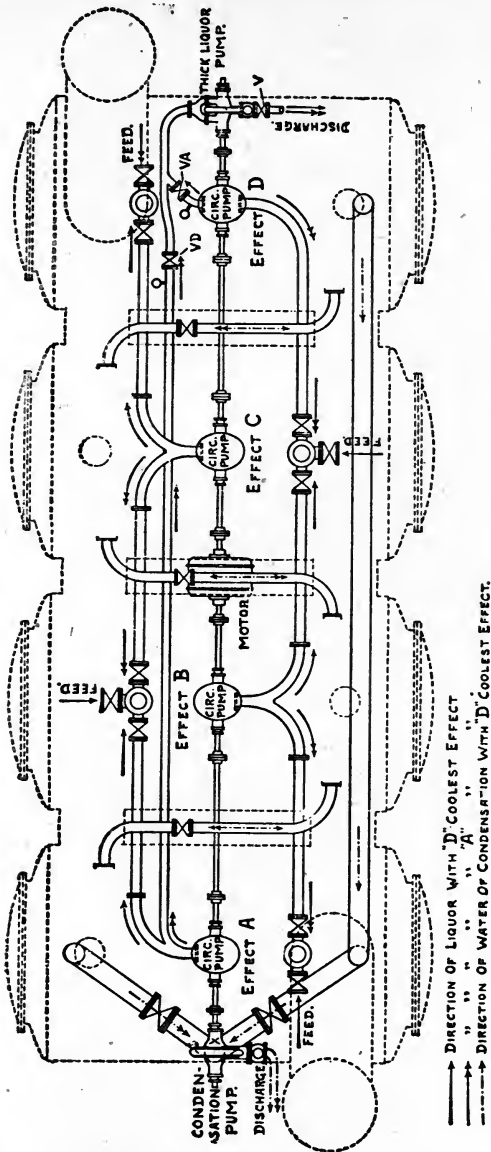 THICK LIQUOR
PUMP.
FEED.
VA
VD
V
DISCHARGE.
CIRC.
PUMP
D
EFFECT
CIRC.
PUMP
EFFECT C
FEED.
MOTOR
FEED.
EFFECT B
CIRC.
PUMP
CIRC.
PUMP
EFFECT A
FEED.
CONDEN-
SATION
PUMP.
DISCHARGE
DIRECTION OF LIQUOR WITH "D" COOLEST EFFECT
" " " " "A" " "
DIRECTION OF WATER OF CONDENSATION WITH "D" COOLEST EFFECT.